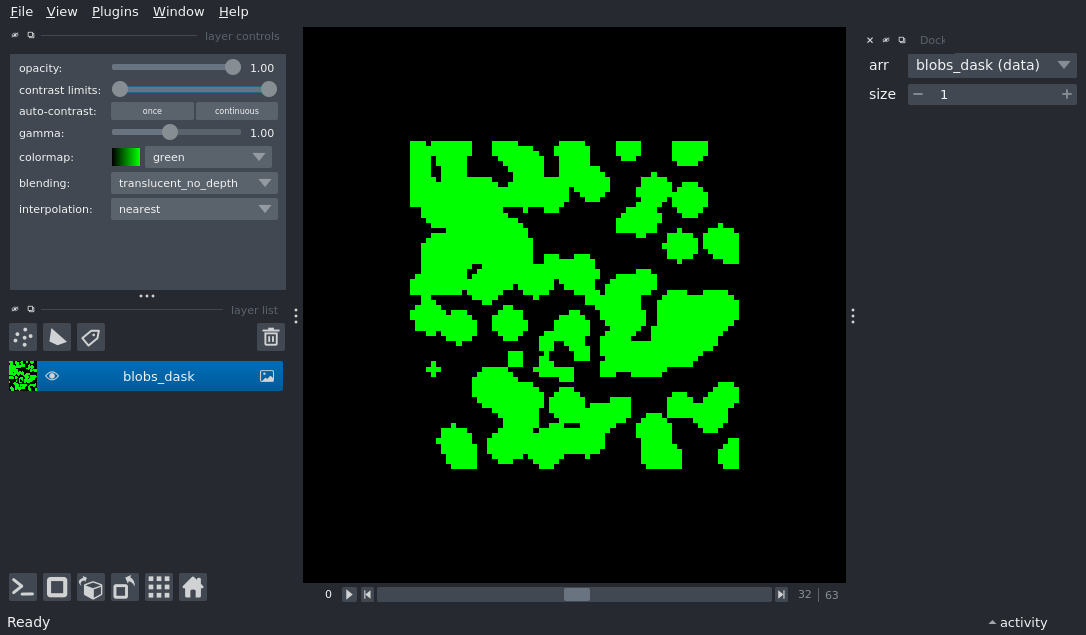 File View Plugins Window Help
layer controls
opacity: 1.00
contrast limits:
auto-contrast: once continuous
gamma: 1.00
colormap: green
blending: translucent_no_depth
interpolation: nearest
layer list
blobs_dask
0 32 63
Dock
arr blobs_dask (data)
size 1
Ready
activity